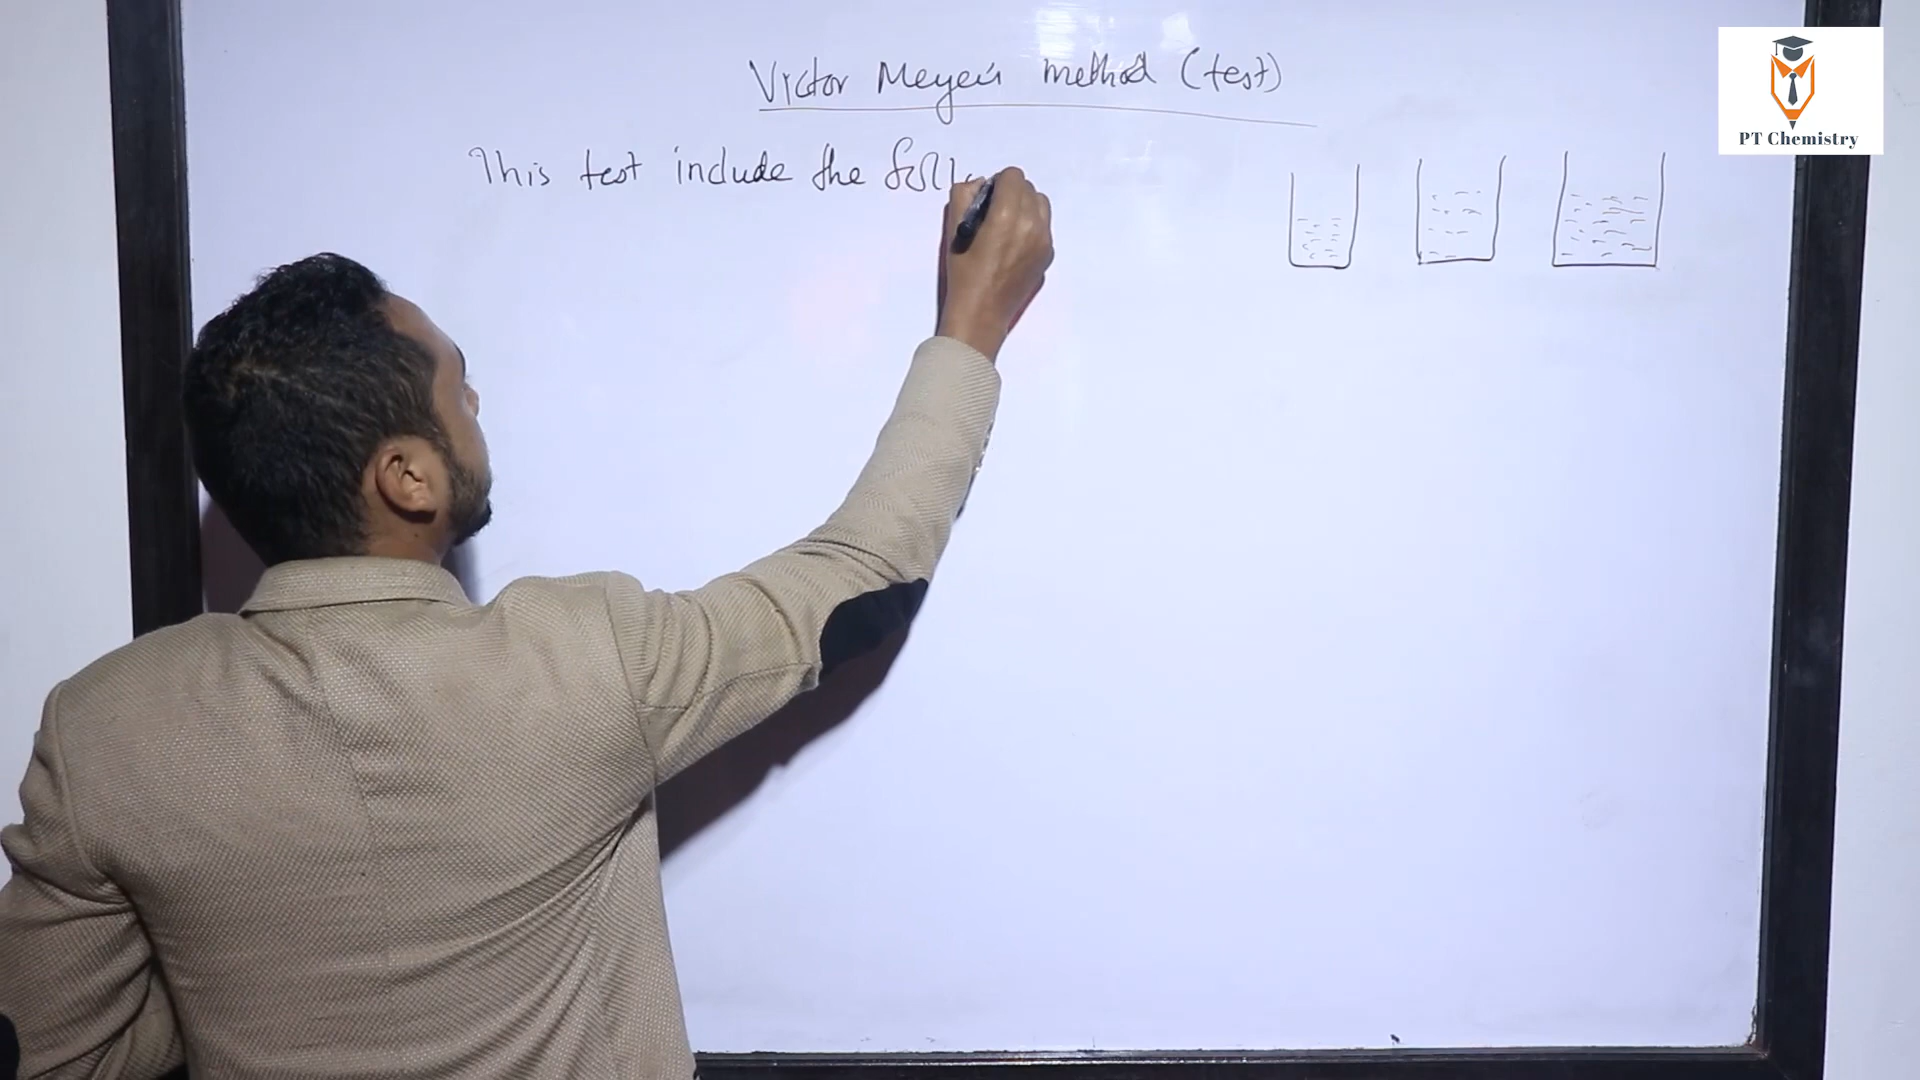 Victor Meyer's method (test)
This test include the follo
PT Chemistry